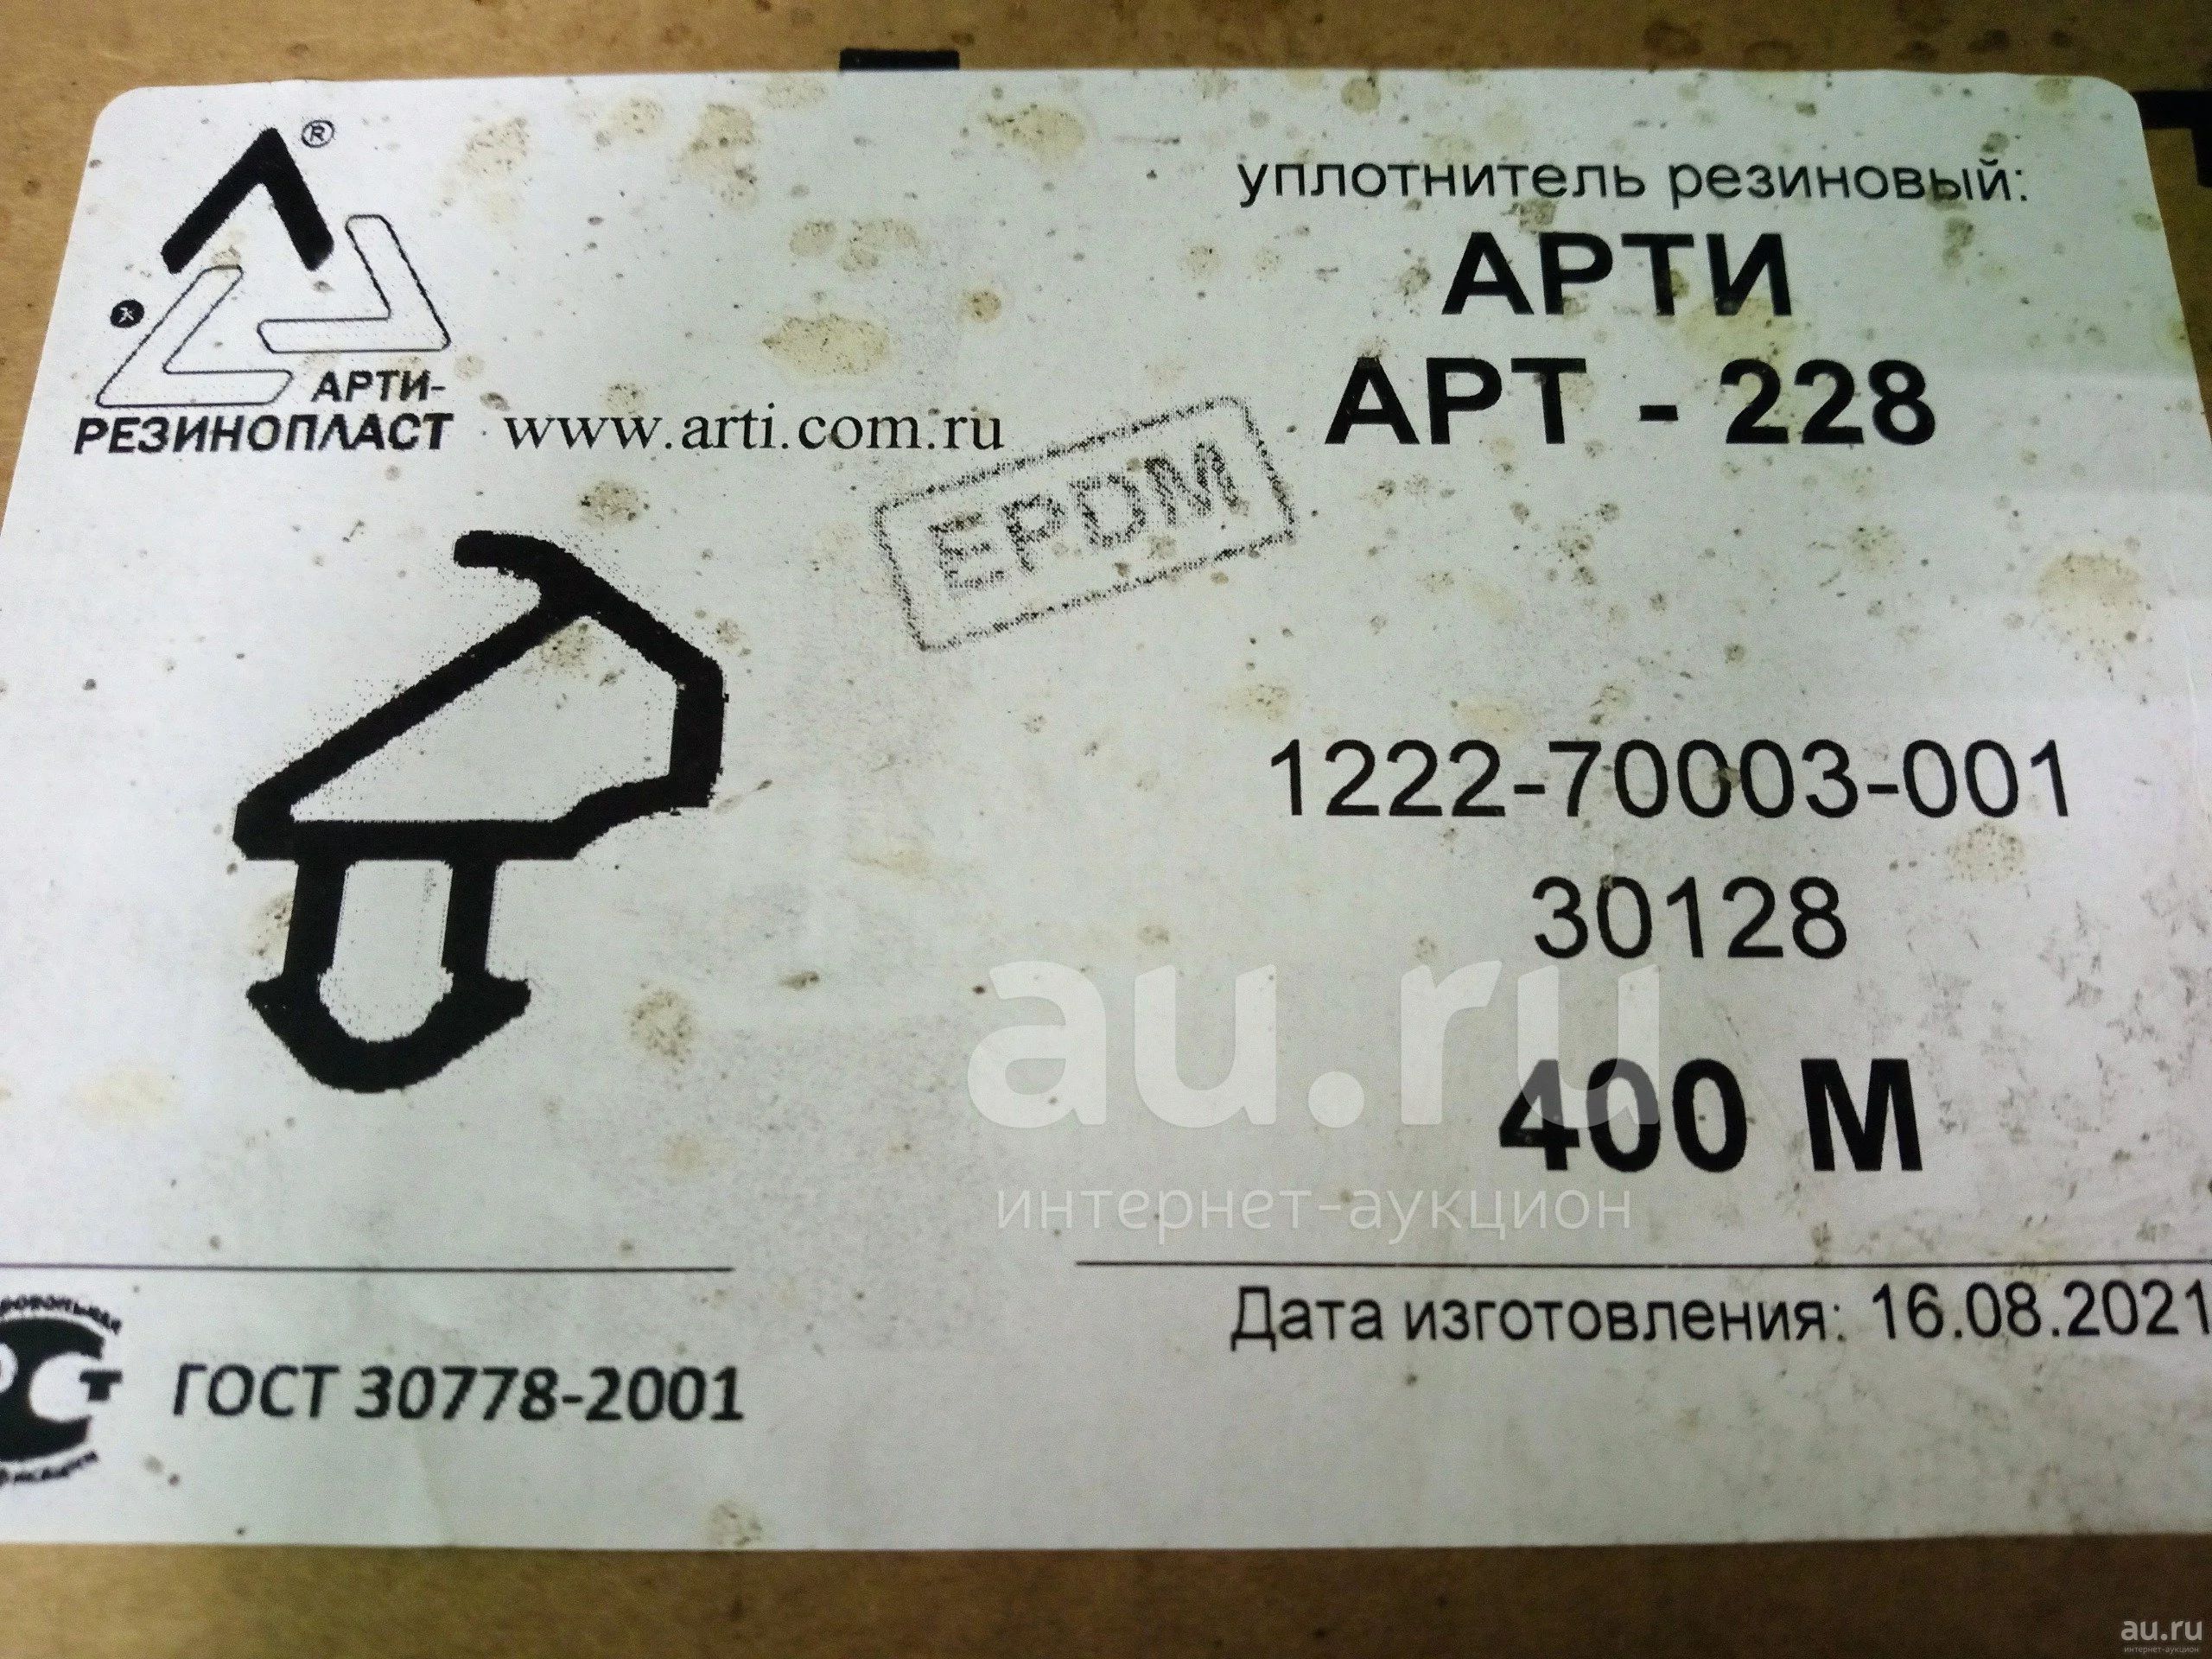 ®
уплотнитель резиновый:
АРТИ
АРТ - 228
АРТИ-
РЕЗИНОПЛАСТ
www.arti.com.ru
EPDM
1222-70003-001
30128
au.ru
400 М
интернет-аукцион
Дата изготовления: 16.08.2021
ГОСТ 30778-2001
au.ru
интернет-аукцион